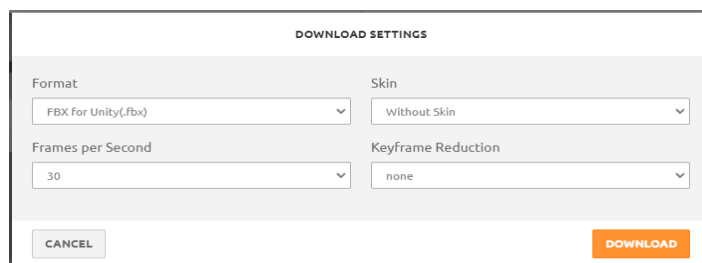 DOWNLOAD SETTINGS
Format
Skin
FBX for Unity(.fbx)
Without Skin
Frames per Second
Keyframe Reduction
30
none
CANCEL
DOWNLOAD